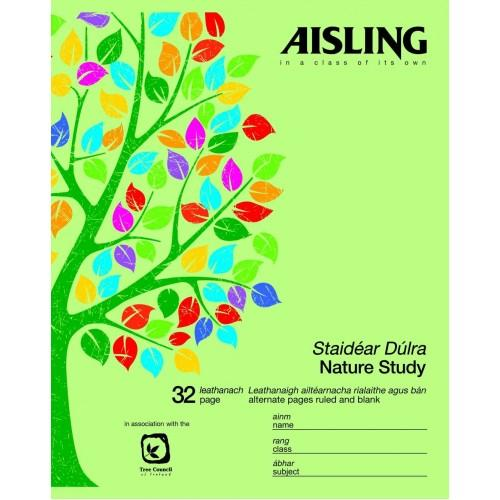 AISLING
in a class of its own
Staidéar Dúlra
Nature Study
32 leathanach
page
Leathanaigh ailtéarnacha rialaithe agus bán
alternate pages ruled and blank
ainm
name
rang
class
ábhar
subject
in association with the
Tree Council
of Ireland